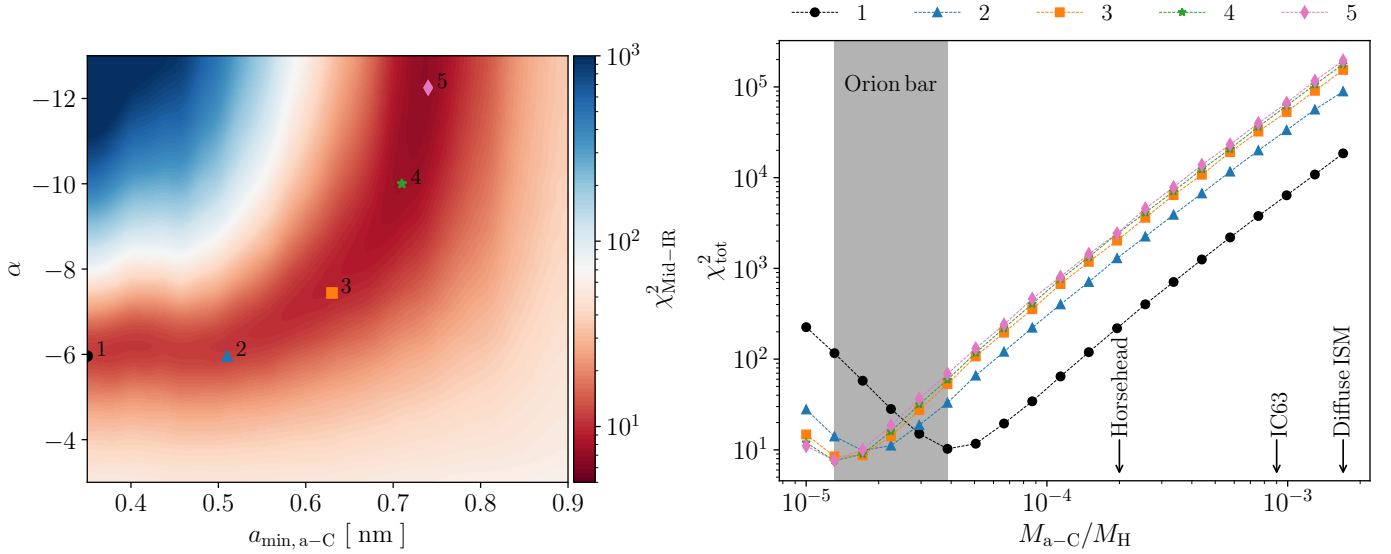 −12
−10
−8
−6
−4
α
0.4 0.5 0.6 0.7 0.8 0.9
a_min, a−C [ nm ]
1
2
3
4
5
10^3
10^2
10^1
χ^2_Mid−IR
1 2 3 4 5
Orion bar
Horsehead
IC63
Diffuse ISM
10^5
10^4
10^3
10^2
10^1
χ^2_tot
10^−5 10^−4 10^−3
M_a−C/M_H